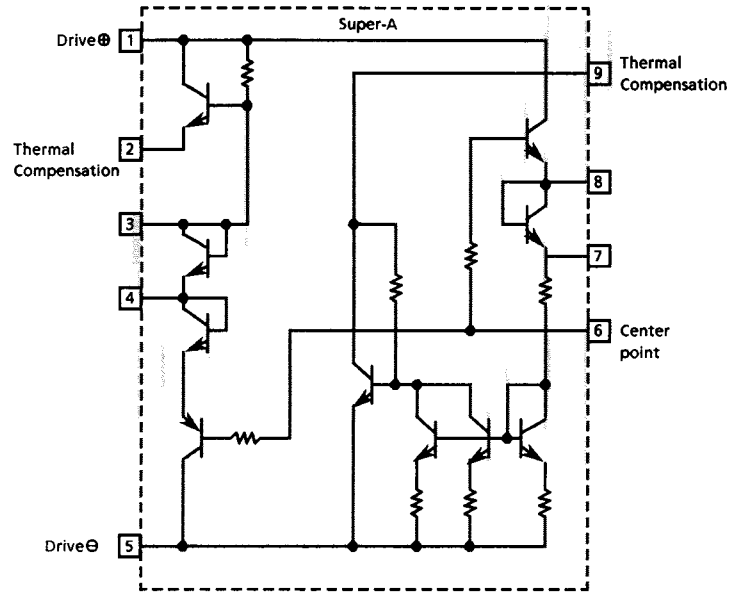 Super-A
Drive⊕ 1
9 Thermal
Compensation
Thermal 2
Compensation
8
3
7
4
6 Center
point
Drive⊖ 5